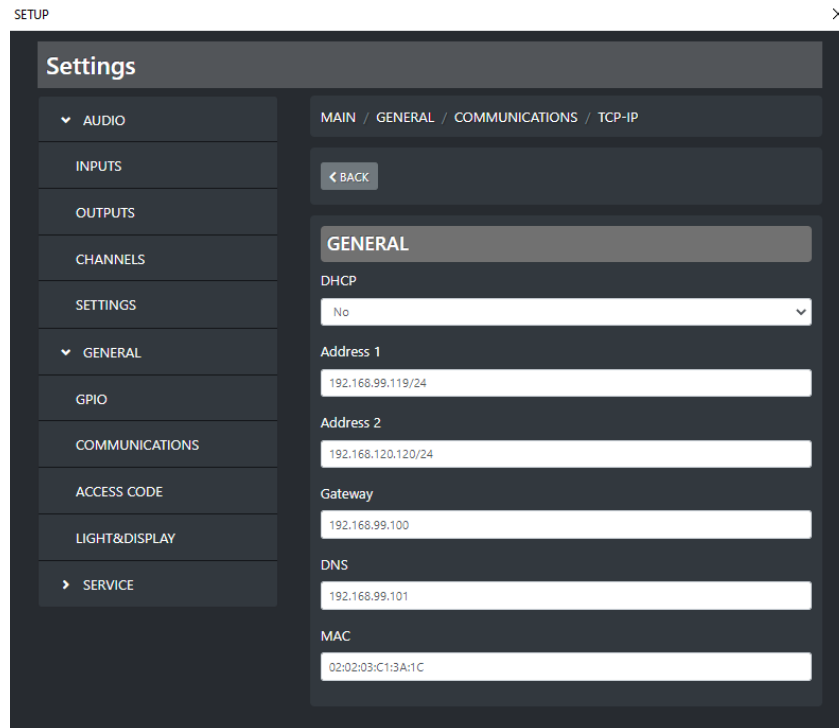 SETUP
Settings
AUDIO
INPUTS
OUTPUTS
CHANNELS
SETTINGS
GENERAL
GPIO
COMMUNICATIONS
ACCESS CODE
LIGHT&DISPLAY
SERVICE
MAIN / GENERAL / COMMUNICATIONS / TCP-IP
BACK
GENERAL
DHCP
No
Address 1
192.168.99.119/24
Address 2
192.168.120.120/24
Gateway
192.168.99.100
DNS
192.168.99.101
MAC
02:02:03:C1:3A:1C